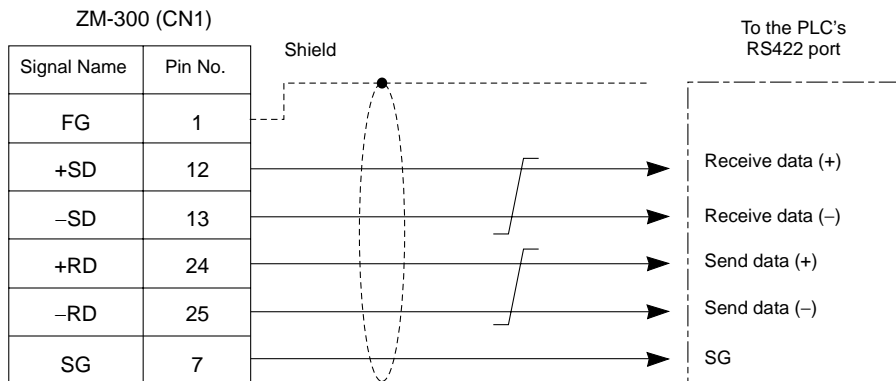 ZM-300 (CN1)
To the PLC's
RS422 port
Shield
Signal Name Pin No.
FG 1
+SD 12 Receive data (+)
−SD 13 Receive data (−)
+RD 24 Send data (+)
−RD 25 Send data (−)
SG 7 SG